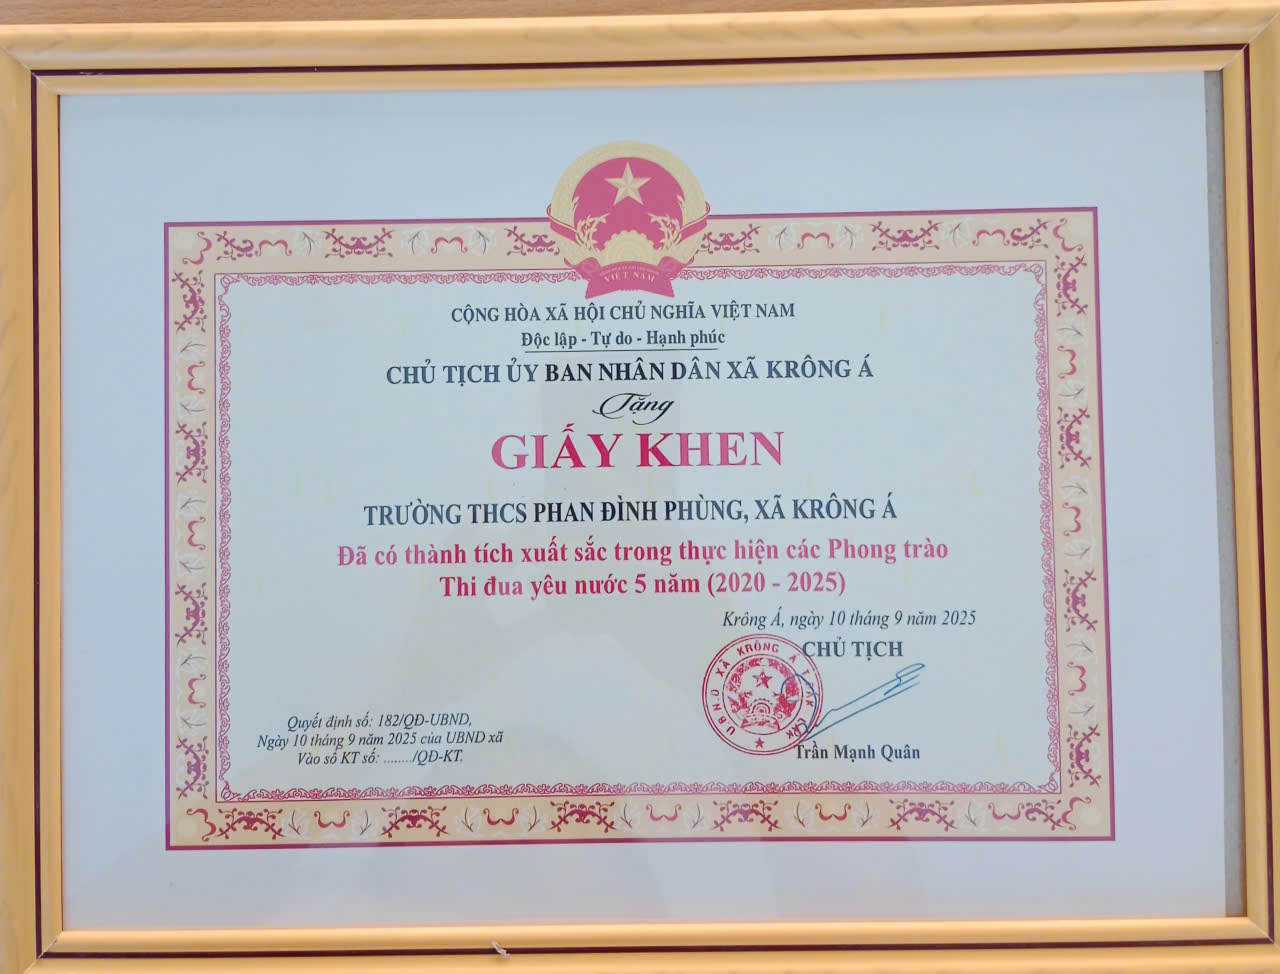 VIỆT NAM
CỘNG HÒA XÃ HỘI CHỦ NGHĨA VIỆT NAM
Độc lập - Tự do - Hạnh phúc
CHỦ TỊCH ỦY BAN NHÂN DÂN XÃ KRÔNG Á
Tặng
GIẤY KHEN
TRƯỜNG THCS PHAN ĐÌNH PHÙNG, XÃ KRÔNG Á
Đã có thành tích xuất sắc trong thực hiện các Phong trào
Thi đua yêu nước 5 năm (2020 - 2025)
Krông Á, ngày 10 tháng 9 năm 2025
CHỦ TỊCH
U.B.N.D XÃ KRÔNG Á
Trần Mạnh Quân
Quyết định số: 182/QĐ-UBND,
Ngày 10 tháng 9 năm 2025 của UBND xã
Vào sổ KT số: ......../QĐ-KT.